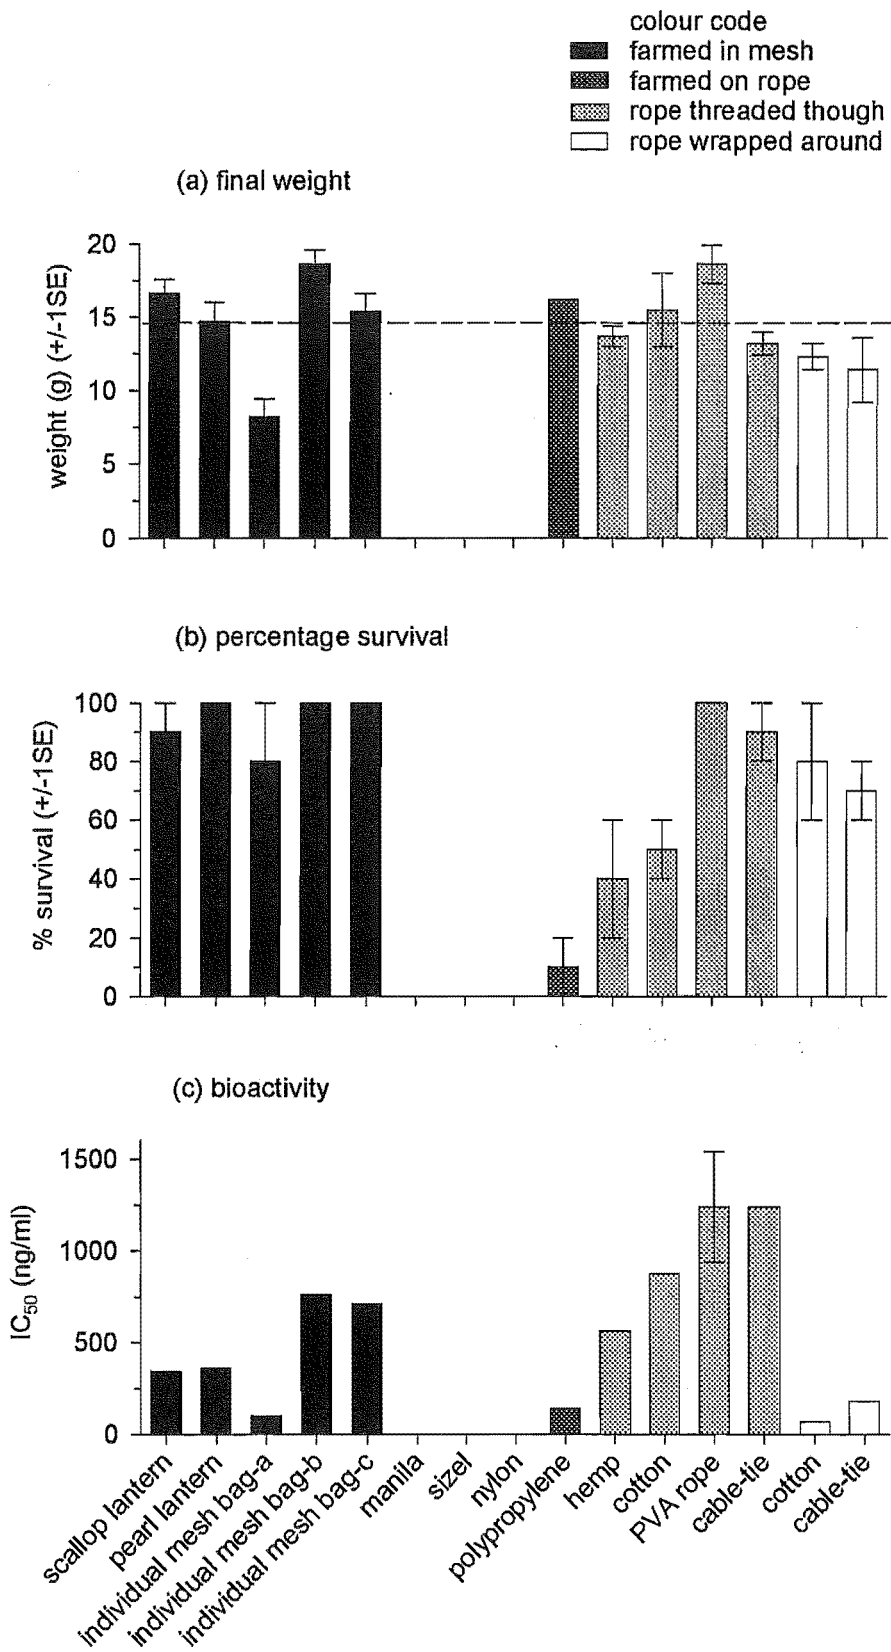 colour code
farmed in mesh
farmed on rope
rope threaded though
rope wrapped around
(a) final weight
weight (g) (+/-1SE)
20
15
10
5
0
(b) percentage survival
% survival (+/-1SE)
100
80
60
40
20
0
(c) bioactivity
IC50 (ng/ml)
1500
1000
500
0
scallop lantern
pearl lantern
individual mesh bag-a
individual mesh bag-b
individual mesh bag-c
manila
sizel
nylon
polypropylene
hemp
cotton
PVA rope
cable-tie
cotton
cable-tie